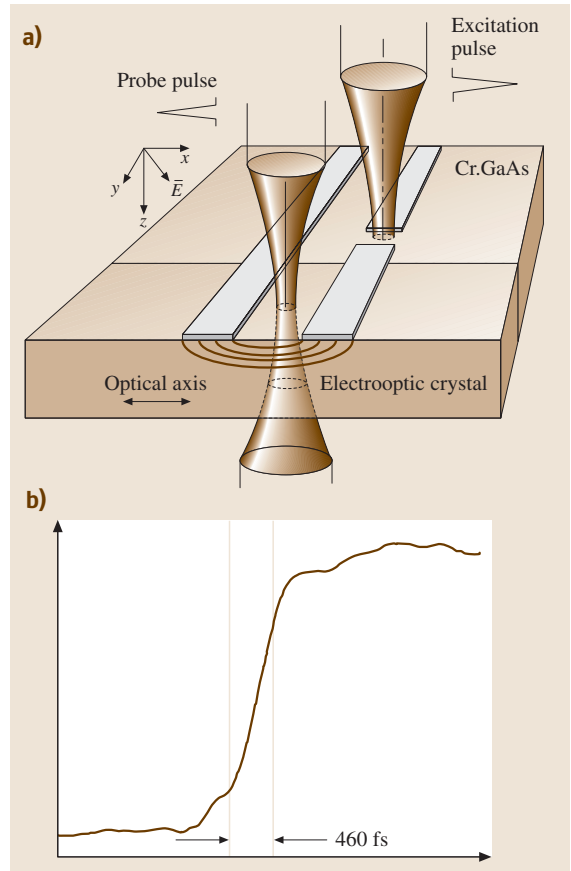 a)
Excitation
pulse
Probe pulse
x
y
E̅
z
Cr.GaAs
Optical axis
Electrooptic crystal
b)
460 fs